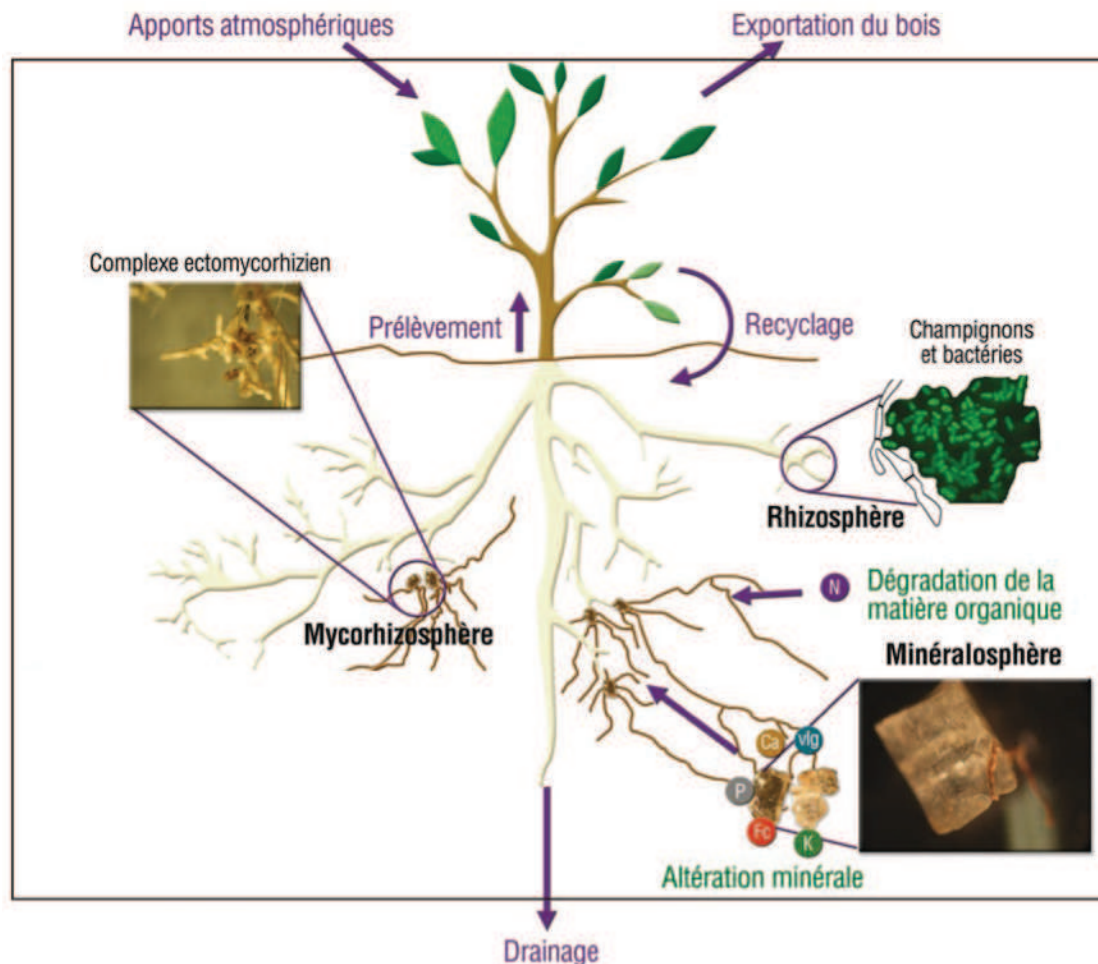 Apports atmosphériques
Exportation du bois
Complexe ectomycorhizien
Prélèvement
Recyclage
Champignons
et bactéries
Rhizosphère
Mycorhizosphère
N
Dégradation de la
matière organique
Minéralosphère
Ca
Mg
P
Fe
K
Altération minérale
Drainage